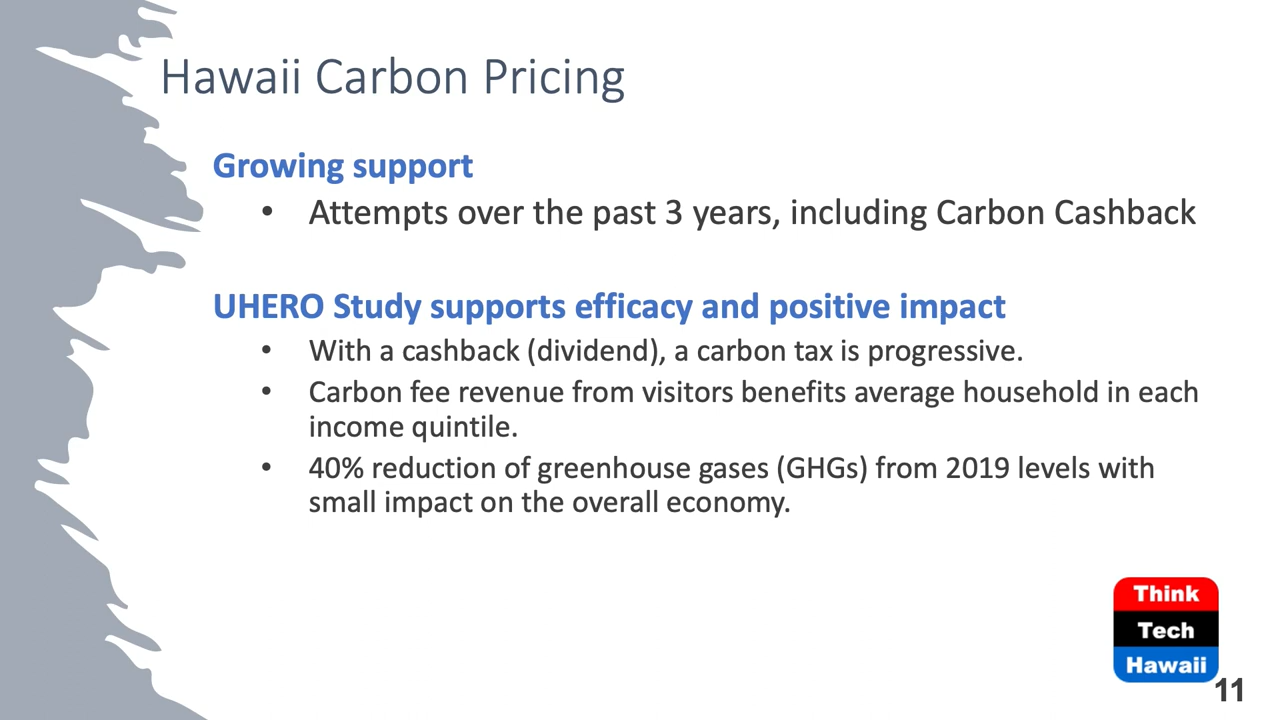 Hawaii Carbon Pricing
Growing support
• Attempts over the past 3 years, including Carbon Cashback
UHERO Study supports efficacy and positive impact
• With a cashback (dividend), a carbon tax is progressive.
• Carbon fee revenue from visitors benefits average household in each
income quintile.
• 40% reduction of greenhouse gases (GHGs) from 2019 levels with
small impact on the overall economy.
Think
Tech
Hawaii
11